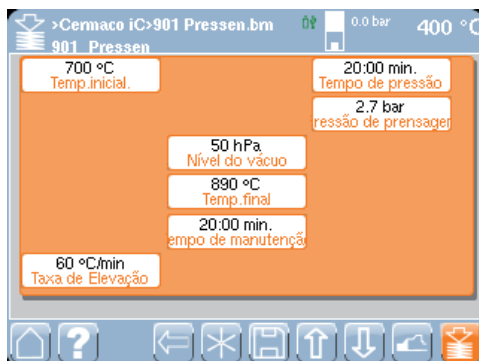 >Cermaco iC>901 Pressen.bm
0.0 bar
400 °C
901 Pressen
700 °C
Temp.inicial.
20:00 min.
Tempo de pressão
2.7 bar
ressão de prensager
50 hPa
Nível do vácuo
890 °C
Temp.final
20:00 min.
empo de manutençã
60 °C/min
Taxa de Elevação
?